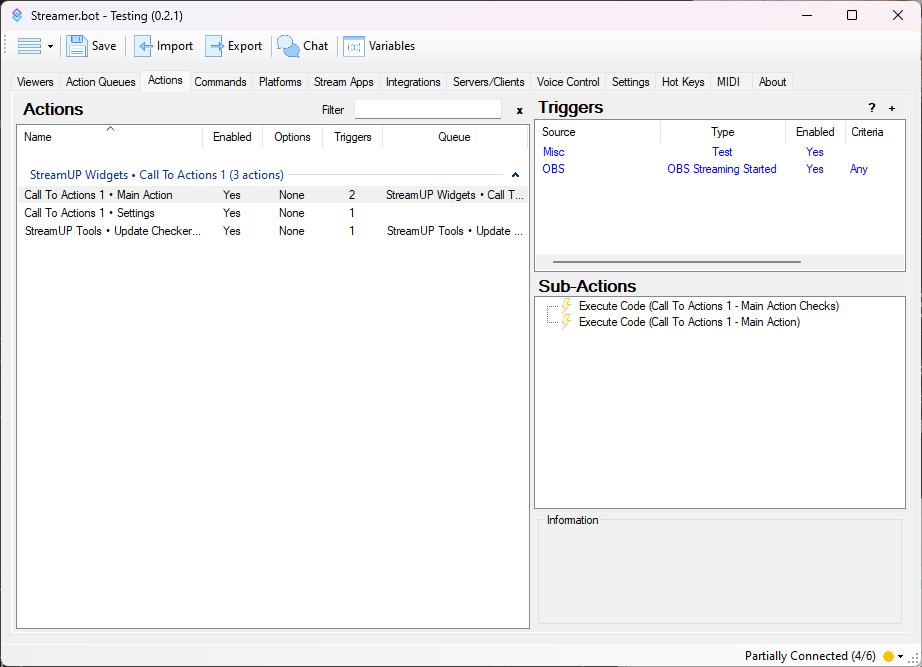 Streamer.bot - Testing (0.2.1)
Save Import Export Chat Variables
Viewers Action Queues Actions Commands Platforms Stream Apps Integrations Servers/Clients Voice Control Settings Hot Keys MIDI About
Actions
Filter
x
Name Enabled Options Triggers Queue
StreamUP Widgets • Call To Actions 1 (3 actions)
Call To Actions 1 • Main Action Yes None 2 StreamUP Widgets • Call T...
Call To Actions 1 • Settings Yes None 1
StreamUP Tools • Update Checker... Yes None 1 StreamUP Tools • Update ...
Triggers
? +
Source Type Enabled Criteria
Misc Test Yes
OBS OBS Streaming Started Yes Any
Sub-Actions
Execute Code (Call To Actions 1 - Main Action Checks)
Execute Code (Call To Actions 1 - Main Action)
Information
Partially Connected (4/6)